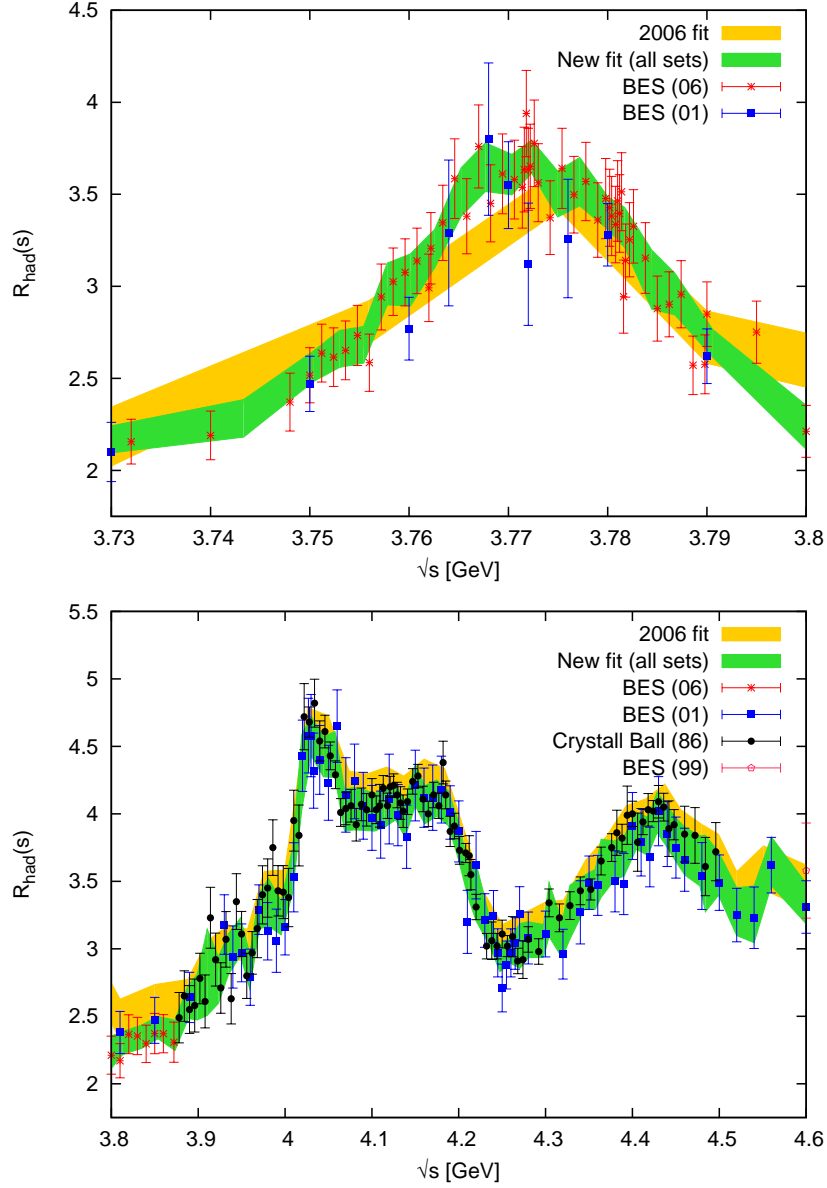 4.5
4
3.5
3
2.5
2
3.73 3.74 3.75 3.76 3.77 3.78 3.79 3.8
R_had(s)
√s [GeV]
2006 fit
New fit (all sets)
BES (06)
BES (01)
5.5
5
4.5
4
3.5
3
2.5
2
3.8 3.9 4 4.1 4.2 4.3 4.4 4.5 4.6
R_had(s)
√s [GeV]
2006 fit
New fit (all sets)
BES (06)
BES (01)
Crystall Ball (86)
BES (99)